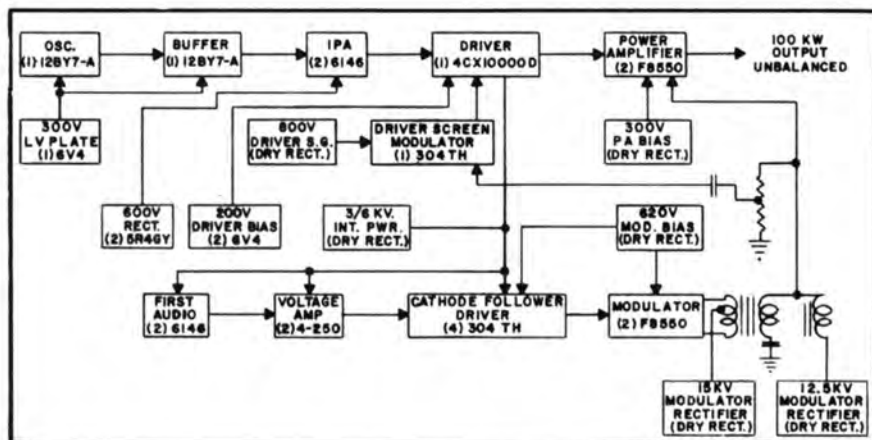 OSC.
(1) 12BY7-A
BUFFER
(1) 12BY7-A
IPA
(2) 6146
DRIVER
(1) 4CX10000D
POWER
AMPLIFIER
(2) F8550
100 KW
OUTPUT
UNBALANCED
300V
LV PLATE
(1) 6V4
800V
DRIVER S.G.
(DRY RECT.)
DRIVER SCREEN
MODULATOR
(1) 304 TH
300V
PA BIAS
(DRY RECT.)
600V
RECT.
(2) 5R4GY
200V
DRIVER BIAS
(2) 6V4
3/6 KV.
INT. PWR.
(DRY RECT.)
620V
MOD. BIAS
(DRY RECT.)
FIRST
AUDIO
(2) 6146
VOLTAGE
AMP
(2) 4-250
CATHODE FOLLOWER
DRIVER
(4) 304 TH
MODULATOR
(2) F8550
15KV
MODULATOR
RECTIFIER
(DRY RECT.)
12.5KV
MODULATOR
RECTIFIER
(DRY RECT.)